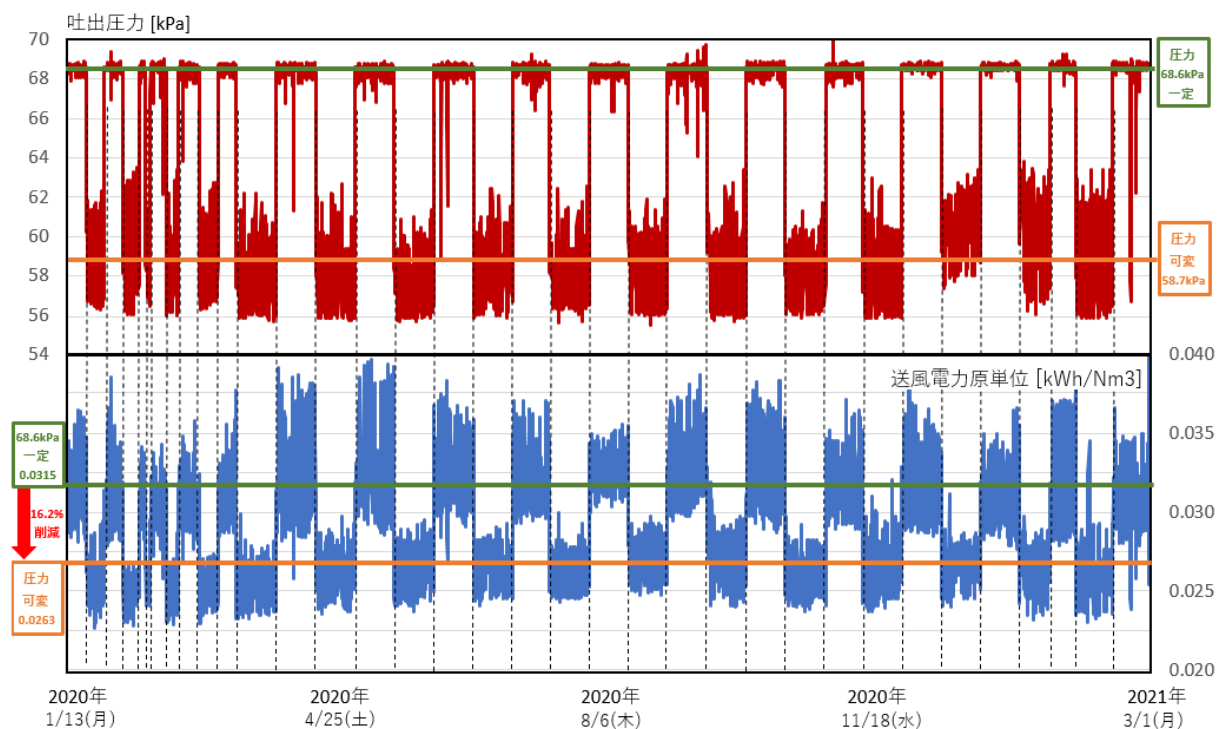 吐出圧力 [kPa]
70
68
66
64
62
60
58
56
54
圧力
68.6kPa
一定
圧力
可変
58.7kPa
送風電力原単位 [kWh/Nm3]
0.040
0.035
0.030
0.025
0.020
68.6kPa
一定
0.0315
16.2%
削減
圧力
可変
0.0263
2020年
1/13(月)
2020年
4/25(土)
2020年
8/6(木)
2020年
11/18(水)
2021年
3/1(月)